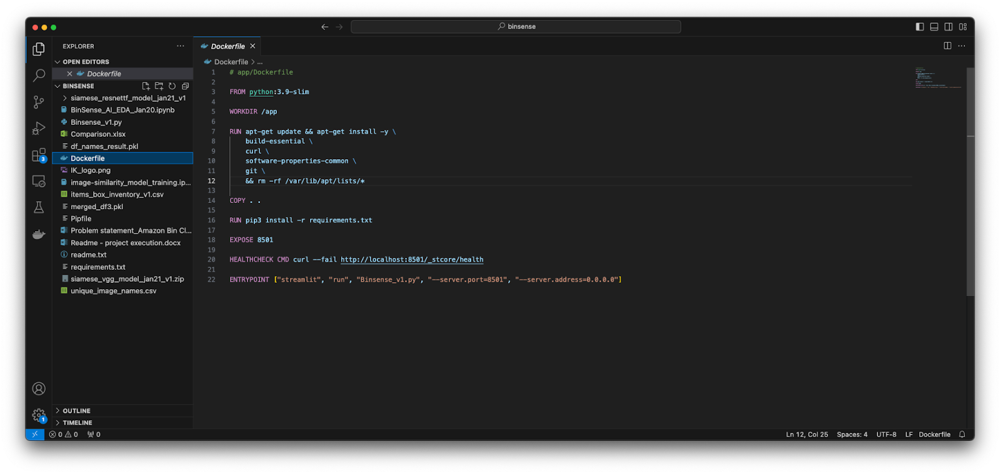 binsense
EXPLORER
OPEN EDITORS
Dockerfile
BINSENSE
siamese_resnettf_model_jan21_v1
BinSense_AI_EDA_Jan20.ipynb
Binsense_v1.py
Comparison.xlsx
df_names_result.pkl
Dockerfile
IK_logo.png
image-similarity_model_training.ip...
items_box_inventory_v1.csv
merged_df3.pkl
Pipfile
Problem statement_Amazon Bin Cl...
Readme - project execution.docx
readme.txt
requirements.txt
siamese_vgg_model_jan21_v1.zip
unique_image_names.csv
OUTLINE
TIMELINE
3
1
Dockerfile
Dockerfile > ...
1 # app/Dockerfile
2
3 FROM python:3.9-slim
4
5 WORKDIR /app
6
7 RUN apt-get update && apt-get install -y \
8 build-essential \
9 curl \
10 software-properties-common \
11 git \
12 && rm -rf /var/lib/apt/lists/*
13
14 COPY . .
15
16 RUN pip3 install -r requirements.txt
17
18 EXPOSE 8501
19
20 HEALTHCHECK CMD curl --fail http://localhost:8501/_stcore/health
21
22 ENTRYPOINT ["streamlit", "run", "Binsense_v1.py", "--server.port=8501", "--server.address=0.0.0.0"]
0 0 0 Ln 12, Col 25 Spaces: 4 UTF-8 LF Dockerfile